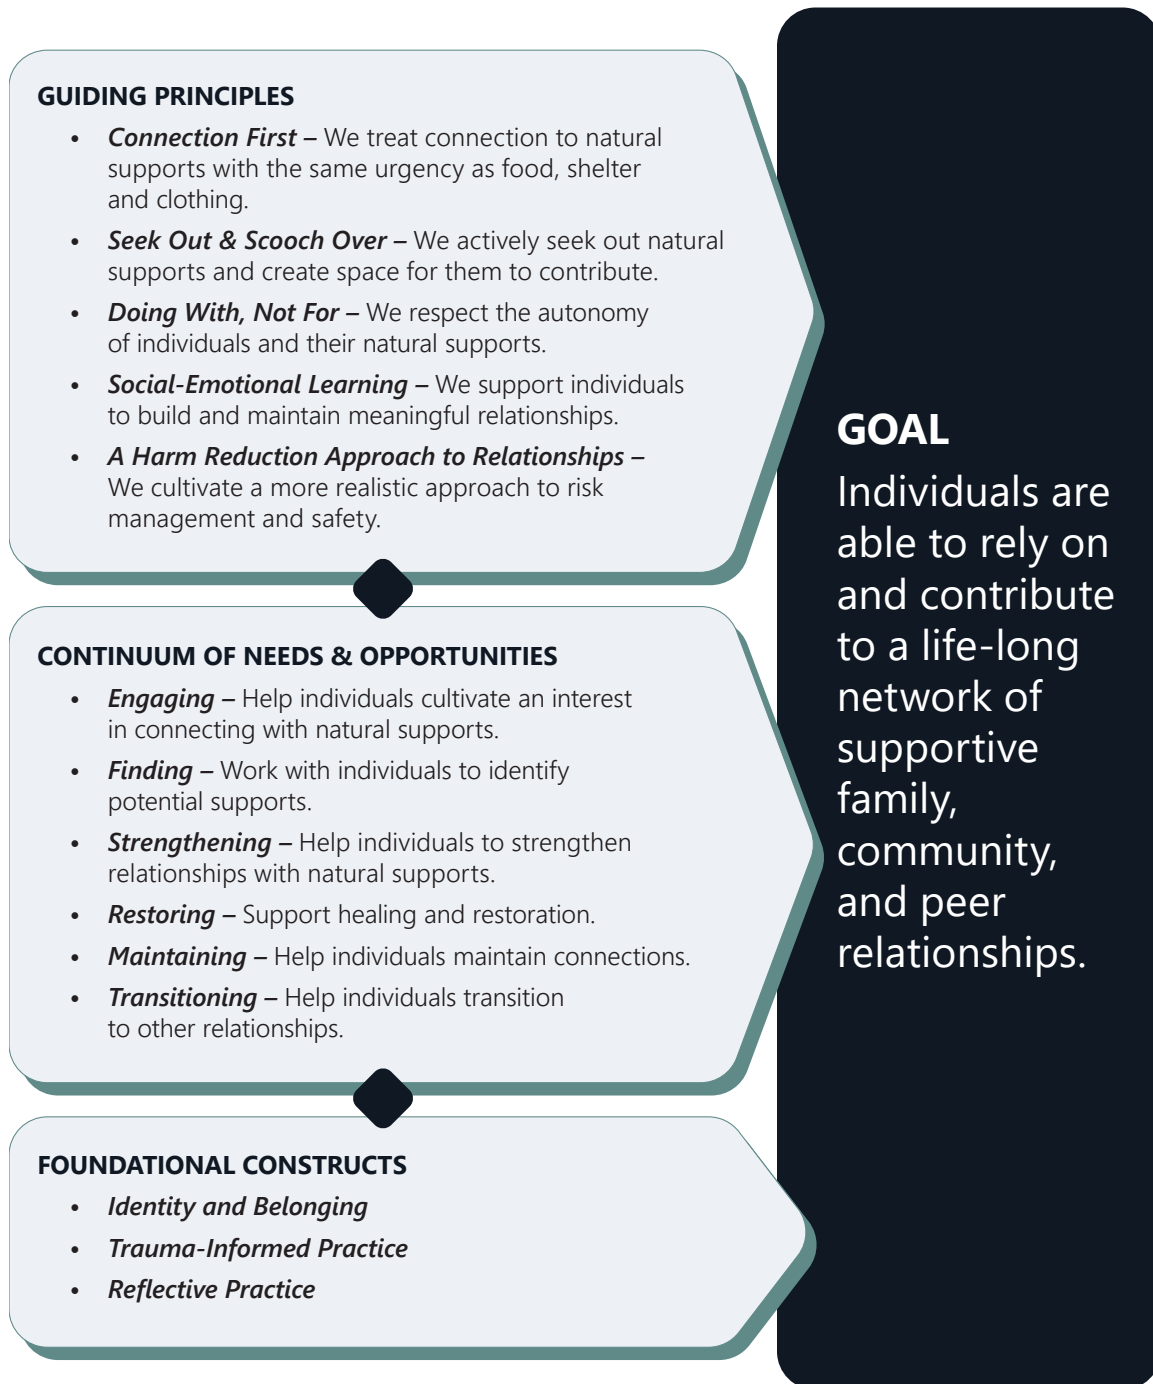 GUIDING PRINCIPLES
• Connection First – We treat connection to natural
supports with the same urgency as food, shelter
and clothing.
• Seek Out & Scooch Over – We actively seek out natural
supports and create space for them to contribute.
• Doing With, Not For – We respect the autonomy
of individuals and their natural supports.
• Social-Emotional Learning – We support individuals
to build and maintain meaningful relationships.
• A Harm Reduction Approach to Relationships –
We cultivate a more realistic approach to risk
management and safety.
CONTINUUM OF NEEDS & OPPORTUNITIES
• Engaging – Help individuals cultivate an interest
in connecting with natural supports.
• Finding – Work with individuals to identify
potential supports.
• Strengthening – Help individuals to strengthen
relationships with natural supports.
• Restoring – Support healing and restoration.
• Maintaining – Help individuals maintain connections.
• Transitioning – Help individuals transition
to other relationships.
FOUNDATIONAL CONSTRUCTS
• Identity and Belonging
• Trauma-Informed Practice
• Reflective Practice
GOAL
Individuals are
able to rely on
and contribute
to a life-long
network of
supportive
family,
community,
and peer
relationships.